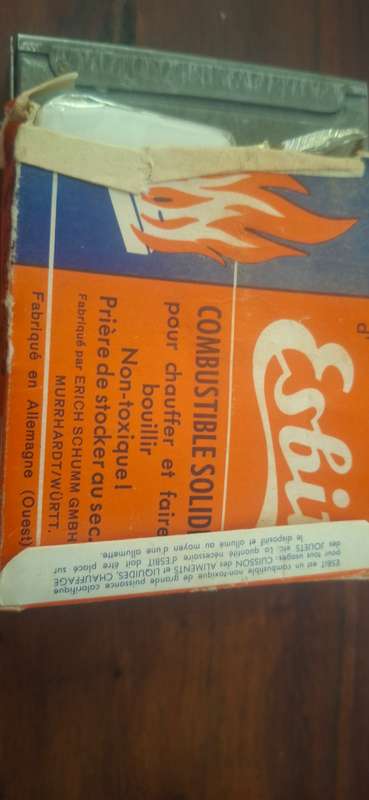 d'
Esbit
COMBUSTIBLE SOLIDE
pour chauffer et faire
bouillir
Non-toxique!
Prière de stocker au sec.
Fabriqué par ERICH SCHUMM GMBH
MURRHARDT/WÜRTT.
Fabriqué en Allemagne (Ouest)
ESBIT est un combustible non-toxique de grande puissance calorifique
pour tous usages: CUISSON des ALIMENTS et LIQUIDES, CHAUFFAGE
des JOUETS etc. La quantité nécessaire d'ESBIT doit être placé sur
le dispositif et allumé au moyen d'une allumette.